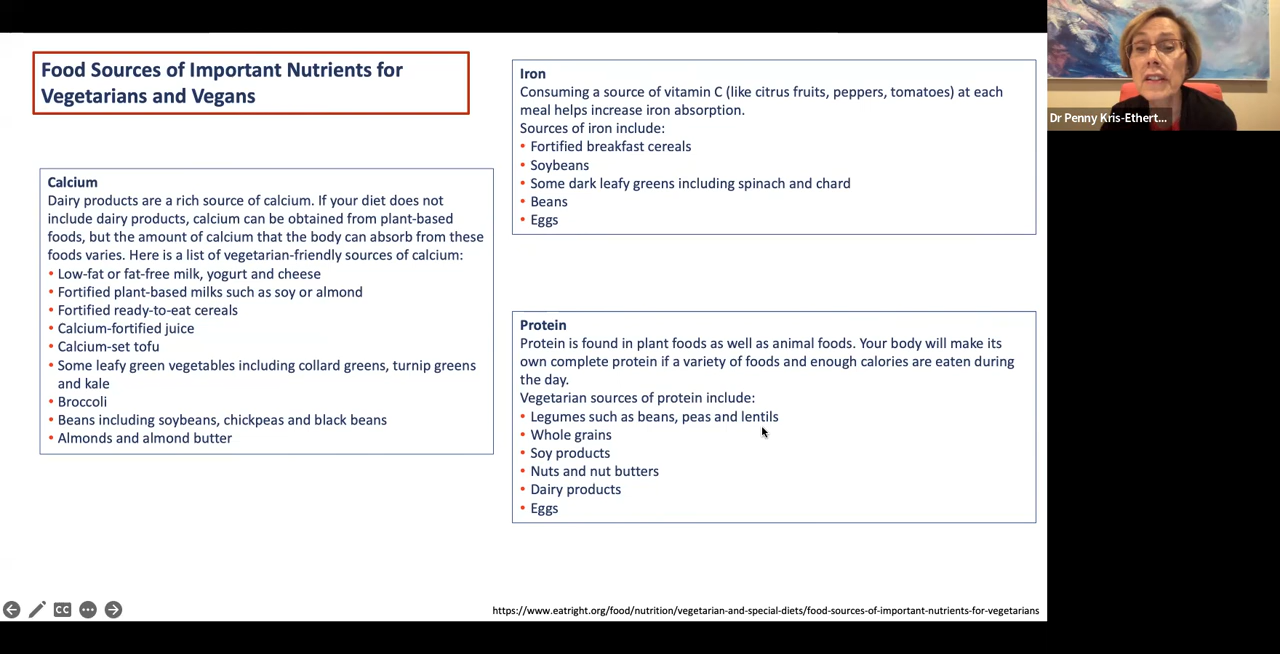 Food Sources of Important Nutrients for
Vegetarians and Vegans
Calcium
Dairy products are a rich source of calcium. If your diet does not
include dairy products, calcium can be obtained from plant-based
foods, but the amount of calcium that the body can absorb from these
foods varies. Here is a list of vegetarian-friendly sources of calcium:
• Low-fat or fat-free milk, yogurt and cheese
• Fortified plant-based milks such as soy or almond
• Fortified ready-to-eat cereals
• Calcium-fortified juice
• Calcium-set tofu
• Some leafy green vegetables including collard greens, turnip greens
and kale
• Broccoli
• Beans including soybeans, chickpeas and black beans
• Almonds and almond butter
Iron
Consuming a source of vitamin C (like citrus fruits, peppers, tomatoes) at each
meal helps increase iron absorption.
Sources of iron include:
• Fortified breakfast cereals
• Soybeans
• Some dark leafy greens including spinach and chard
• Beans
• Eggs
Protein
Protein is found in plant foods as well as animal foods. Your body will make its
own complete protein if a variety of foods and enough calories are eaten during
the day.
Vegetarian sources of protein include:
• Legumes such as beans, peas and lentils
• Whole grains
• Soy products
• Nuts and nut butters
• Dairy products
• Eggs
CC
https://www.eatright.org/food/nutrition/vegetarian-and-special-diets/food-sources-of-important-nutrients-for-vegetarians
Dr Penny Kris-Ethert...